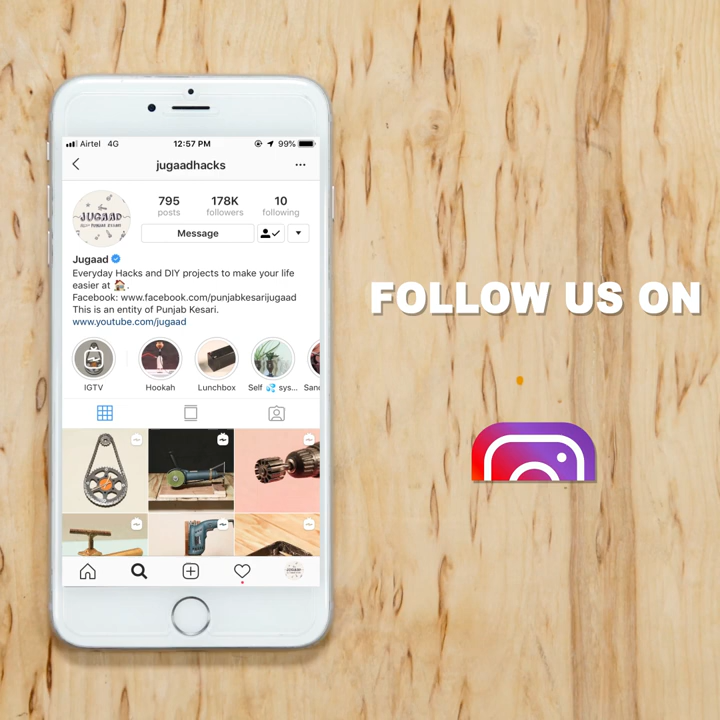 Airtel 4G 12:57 PM 99%
jugaadhacks
795 178K 10
posts followers following
Message
JUGAAD
Jugaad
Everyday Hacks and DIY projects to make your life
easier at 🏠.
Facebook: www.facebook.com/punjabkesarijugaad
This is an entity of Punjab Kesari.
www.youtube.com/jugaad
IGTV Hookah Lunchbox Self 💦 sys...
FOLLOW US ON